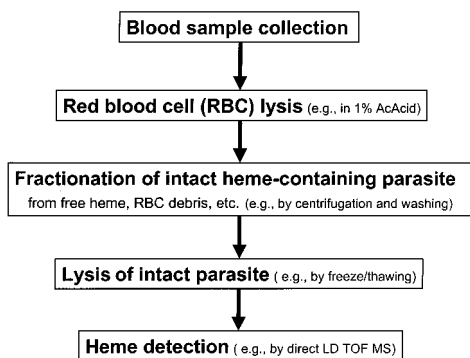 Blood sample collection
Red blood cell (RBC) lysis (e.g., in 1% AcAcid)
Fractionation of intact heme-containing parasite
from free heme, RBC debris, etc. (e.g., by centrifugation and washing)
Lysis of intact parasite ( e.g., by freeze/thawing)
Heme detection ( e.g., by direct LD TOF MS)